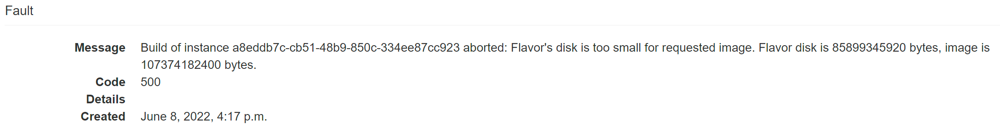 Fault
Message Build of instance a8eddb7c-cb51-48b9-850c-334ee87cc923 aborted: Flavor's disk is too small for requested image. Flavor disk is 85899345920 bytes, image is
107374182400 bytes.
Code 500
Details
Created June 8, 2022, 4:17 p.m.